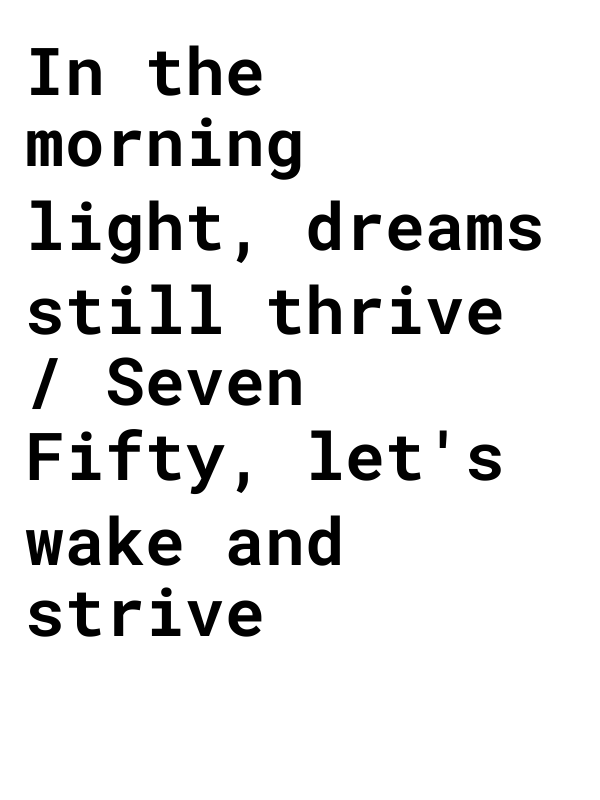 In the
morning
light, dreams
still thrive
/ Seven
Fifty, let's
wake and
strive